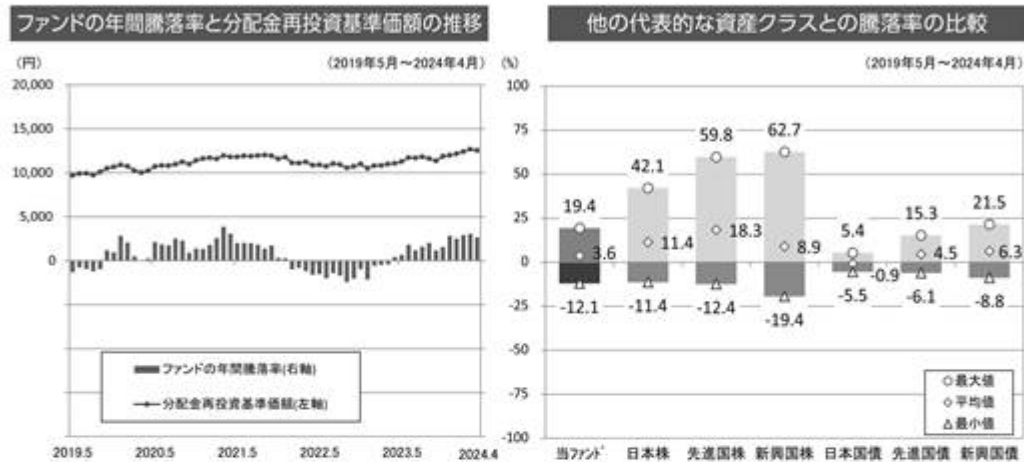 ファンドの年間騰落率と分配金再投資基準価額の推移
(円)
(2019年5月～2024年4月)
20,000
15,000
10,000
5,000
0
ファンドの年間騰落率(右軸)
分配金再投資基準価額(左軸)
2019.5 2020.5 2021.5 2022.5 2023.5 2024.4
他の代表的な資産クラスとの騰落率の比較
(%)
(2019年5月～2024年4月)
100
75
50
25
0
-25
-50
-75
-100
19.4 42.1 59.8 62.7 5.4 15.3 21.5
3.6 11.4 18.3 8.9 -0.9 4.5 6.3
-12.1 -11.4 -12.4 -19.4 -5.5 -6.1 -8.8
最大値
平均値
最小値
当ファンド 日本株 先進国株 新興国株 日本国債 先進国債 新興国債